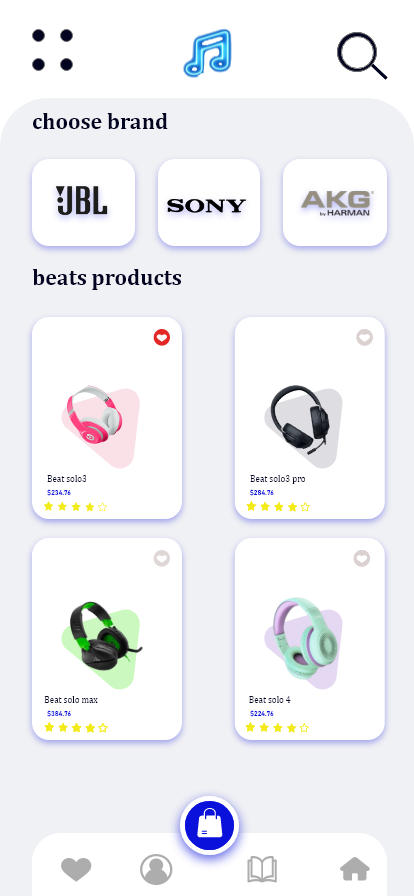 choose brand
JBL
SONY
AKG
by HARMAN
beats products
Beat solo3
$234.76
Beat solo3 pro
$284.76
Beat solo max
$384.76
Beat solo 4
$224.76